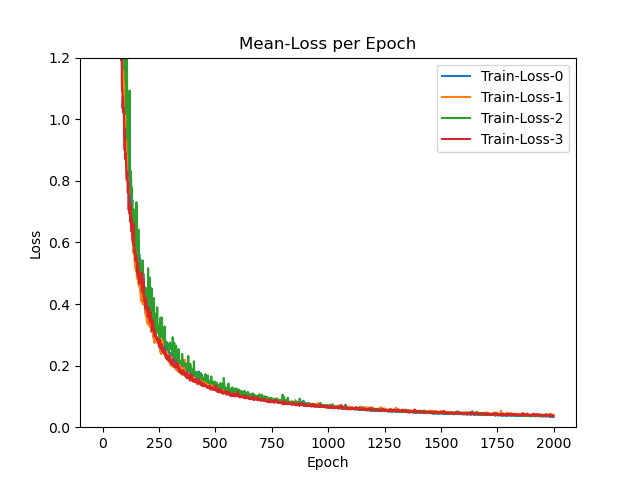 Mean-Loss per Epoch
1.2
1.0
0.8
0.6
0.4
0.2
0.0
Loss
Train-Loss-0
Train-Loss-1
Train-Loss-2
Train-Loss-3
0 250 500 750 1000 1250 1500 1750 2000
Epoch